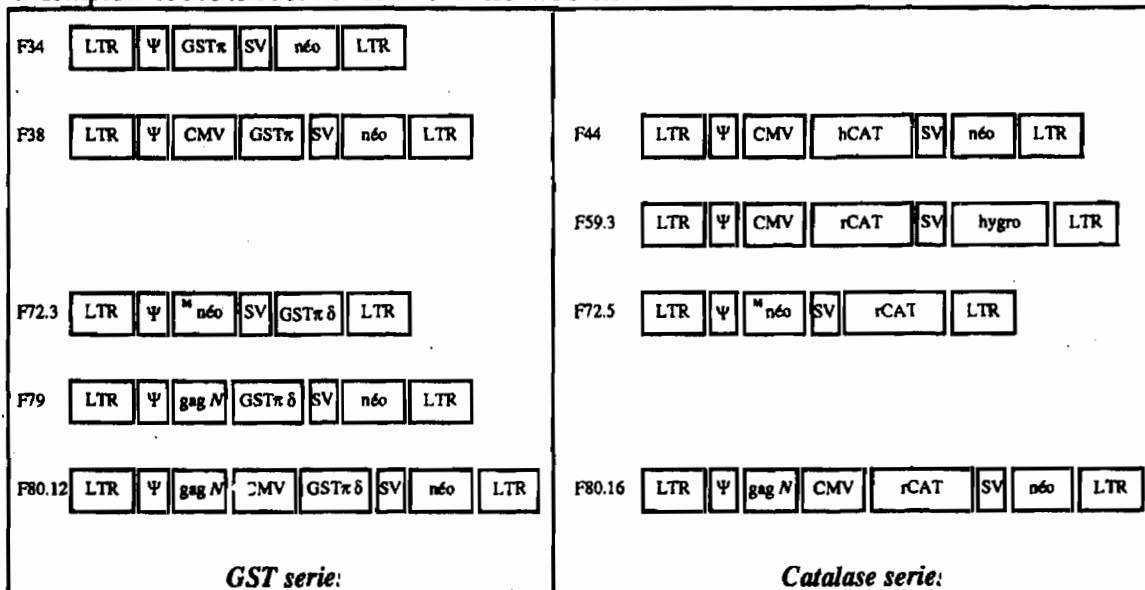 F34 LTR Ψ GSTπ SV néo LTR
F38 LTR Ψ CMV GSTπ SV néo LTR
F72.3 LTR Ψ M néo SV GSTπ δ LTR
F79 LTR Ψ gag N GSTπ δ SV néo LTR
F80.12 LTR Ψ gag N CMV GSTπ δ SV néo LTR
GST serie:
F44 LTR Ψ CMV hCAT SV néo LTR
F59.3 LTR Ψ CMV rCAT SV hygro LTR
F72.5 LTR Ψ M néo SV rCAT LTR
F80.16 LTR Ψ gag N CMV rCAT SV néo LTR
Catalase serie: